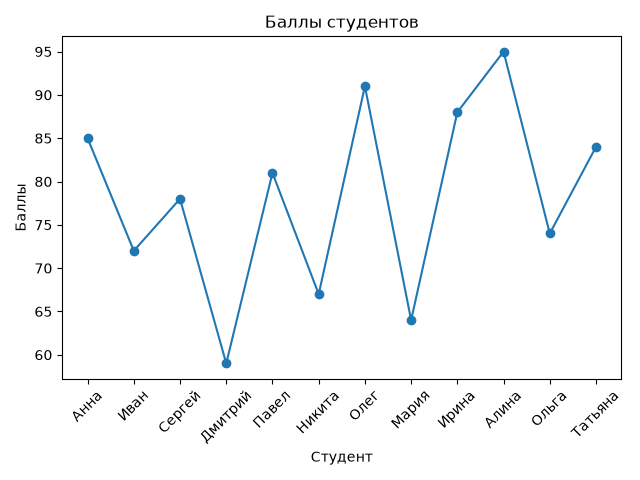 Баллы студентов
Баллы
95
90
85
80
75
70
65
60
Анна
Иван
Сергей
Дмитрий
Павел
Никита
Олег
Мария
Ирина
Алина
Ольга
Татьяна
Студент